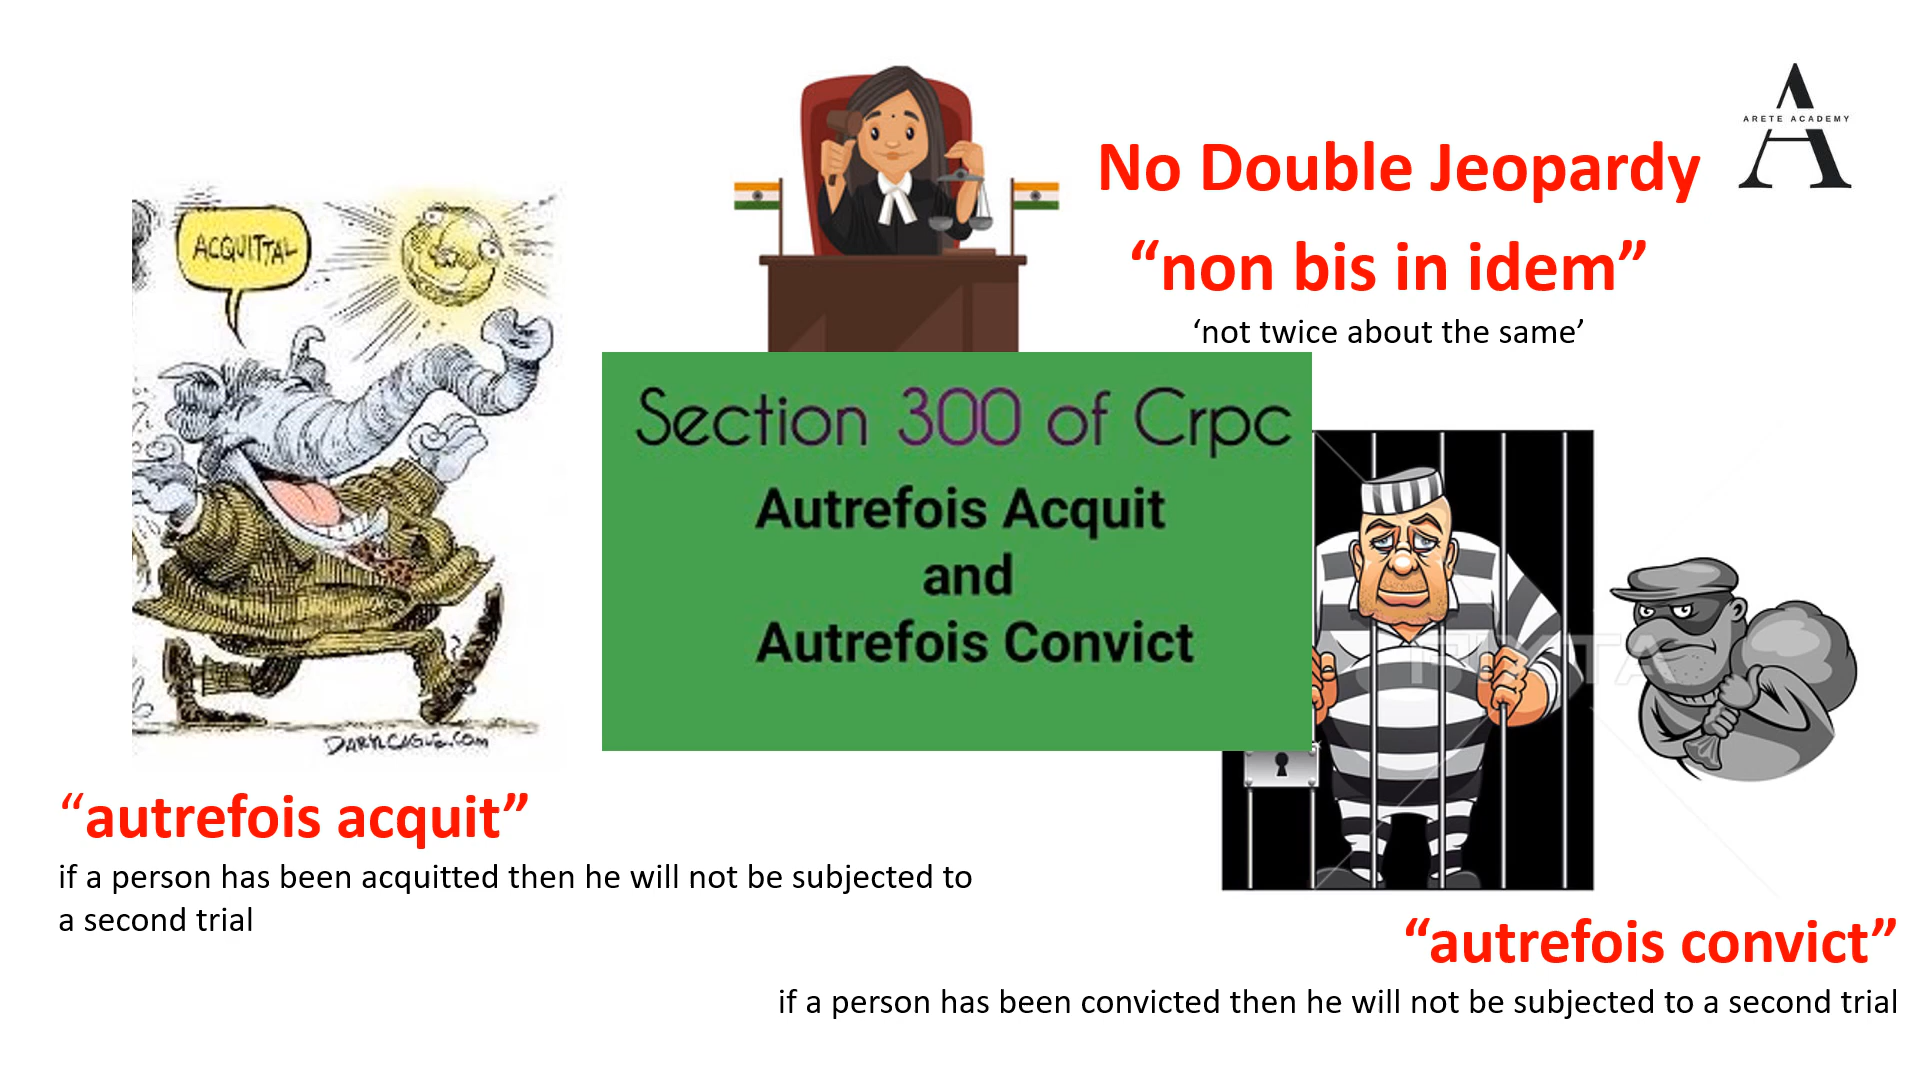 ARETE ACADEMY
No Double Jeopardy
“non bis in idem”
‘not twice about the same’
ACQUITTAL
Section 300 of Crpc
Autrefois Acquit
and
Autrefois Convict
DARYLCAGLE.COM
“autrefois acquit”
if a person has been acquitted then he will not be subjected to
a second trial
“autrefois convict”
if a person has been convicted then he will not be subjected to a second trial